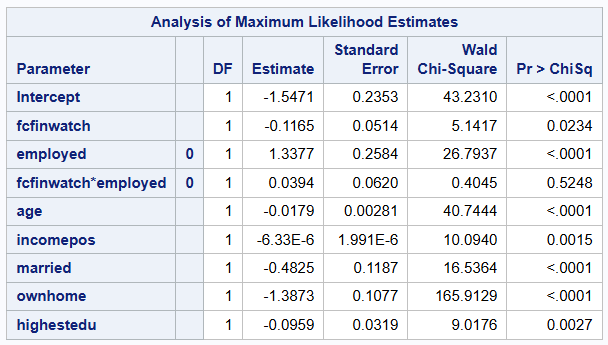 Analysis of Maximum Likelihood Estimates
Parameter DF Estimate Standard Error Wald Chi-Square Pr > ChiSq
Intercept 1 -1.5471 0.2353 43.2310 <.0001
fcfinwatch 1 -0.1165 0.0514 5.1417 0.0234
employed 0 1 1.3377 0.2584 26.7937 <.0001
fcfinwatch*employed 0 1 0.0394 0.0620 0.4045 0.5248
age 1 -0.0179 0.00281 40.7444 <.0001
incomepos 1 -6.33E-6 1.991E-6 10.0940 0.0015
married 1 -0.4825 0.1187 16.5364 <.0001
ownhome 1 -1.3873 0.1077 165.9129 <.0001
highestedu 1 -0.0959 0.0319 9.0176 0.0027